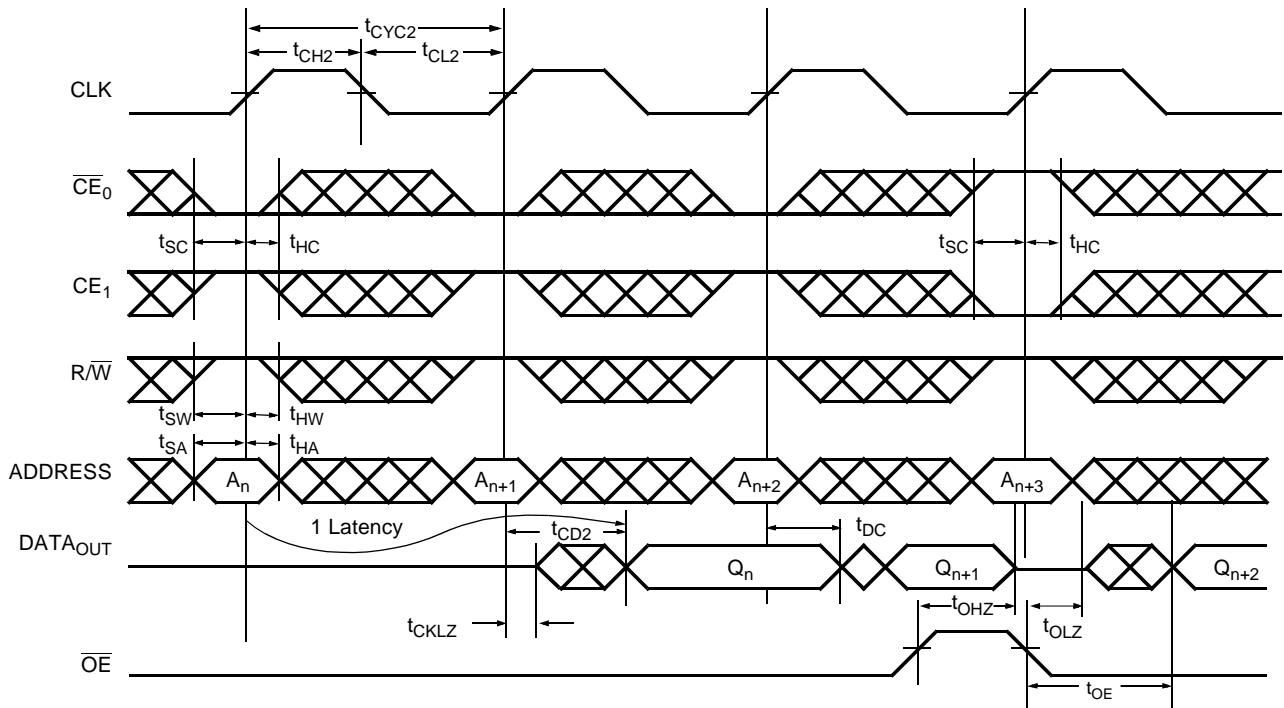 tCYC2
tCH2
tCL2
CLK
CE0
tSC
tHC
tSC
tHC
CE1
R/W
tSW
tHW
tSA
tHA
ADDRESS
An
An+1
An+2
An+3
1 Latency
tCD2
tDC
DATAOUT
Qn
Qn+1
Qn+2
tCKLZ
tOHZ
tOLZ
OE
tOE